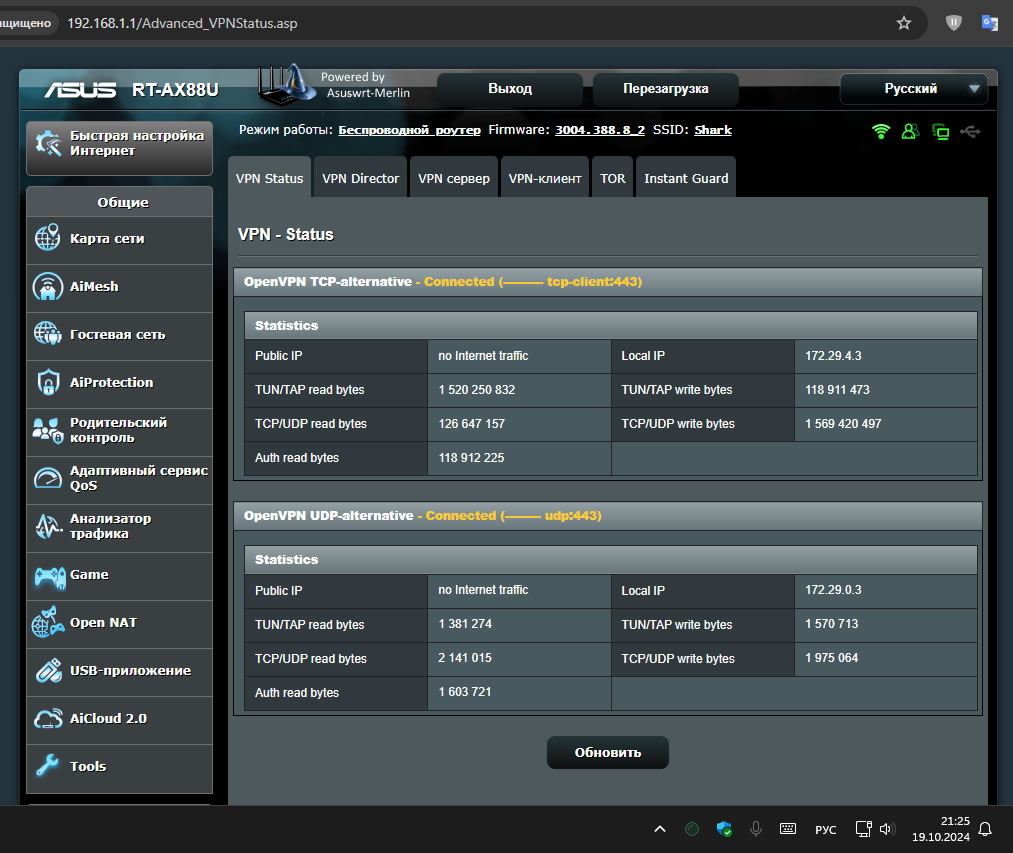 ищищено 192.168.1.1/Advanced_VPNStatus.asp
ASUS RT-AX88U Powered by
Asuswrt-Merlin Выход Перезагрузка Русский
Режим работы: Беспроводной роутер Firmware: 3004.388.8_2 SSID: Shark
Быстрая настройка
Интернет
Общие
Карта сети
AiMesh
Гостевая сеть
AiProtection
Родительский
контроль
Адаптивный сервис
QoS
Анализатор
трафика
Game
Open NAT
USB-приложение
AiCloud 2.0
Tools
VPN Status VPN Director VPN сервер VPN-клиент TOR Instant Guard
VPN - Status
OpenVPN TCP-alternative - Connected (——— tcp-client:443)
Statistics
Public IP no Internet traffic Local IP 172.29.4.3
TUN/TAP read bytes 1 520 250 832 TUN/TAP write bytes 118 911 473
TCP/UDP read bytes 126 647 157 TCP/UDP write bytes 1 569 420 497
Auth read bytes 118 912 225
OpenVPN UDP-alternative - Connected (——— udp:443)
Statistics
Public IP no Internet traffic Local IP 172.29.0.3
TUN/TAP read bytes 1 381 274 TUN/TAP write bytes 1 570 713
TCP/UDP read bytes 2 141 015 TCP/UDP write bytes 1 975 064
Auth read bytes 1 603 721
Обновить
РУС 21:25
19.10.2024